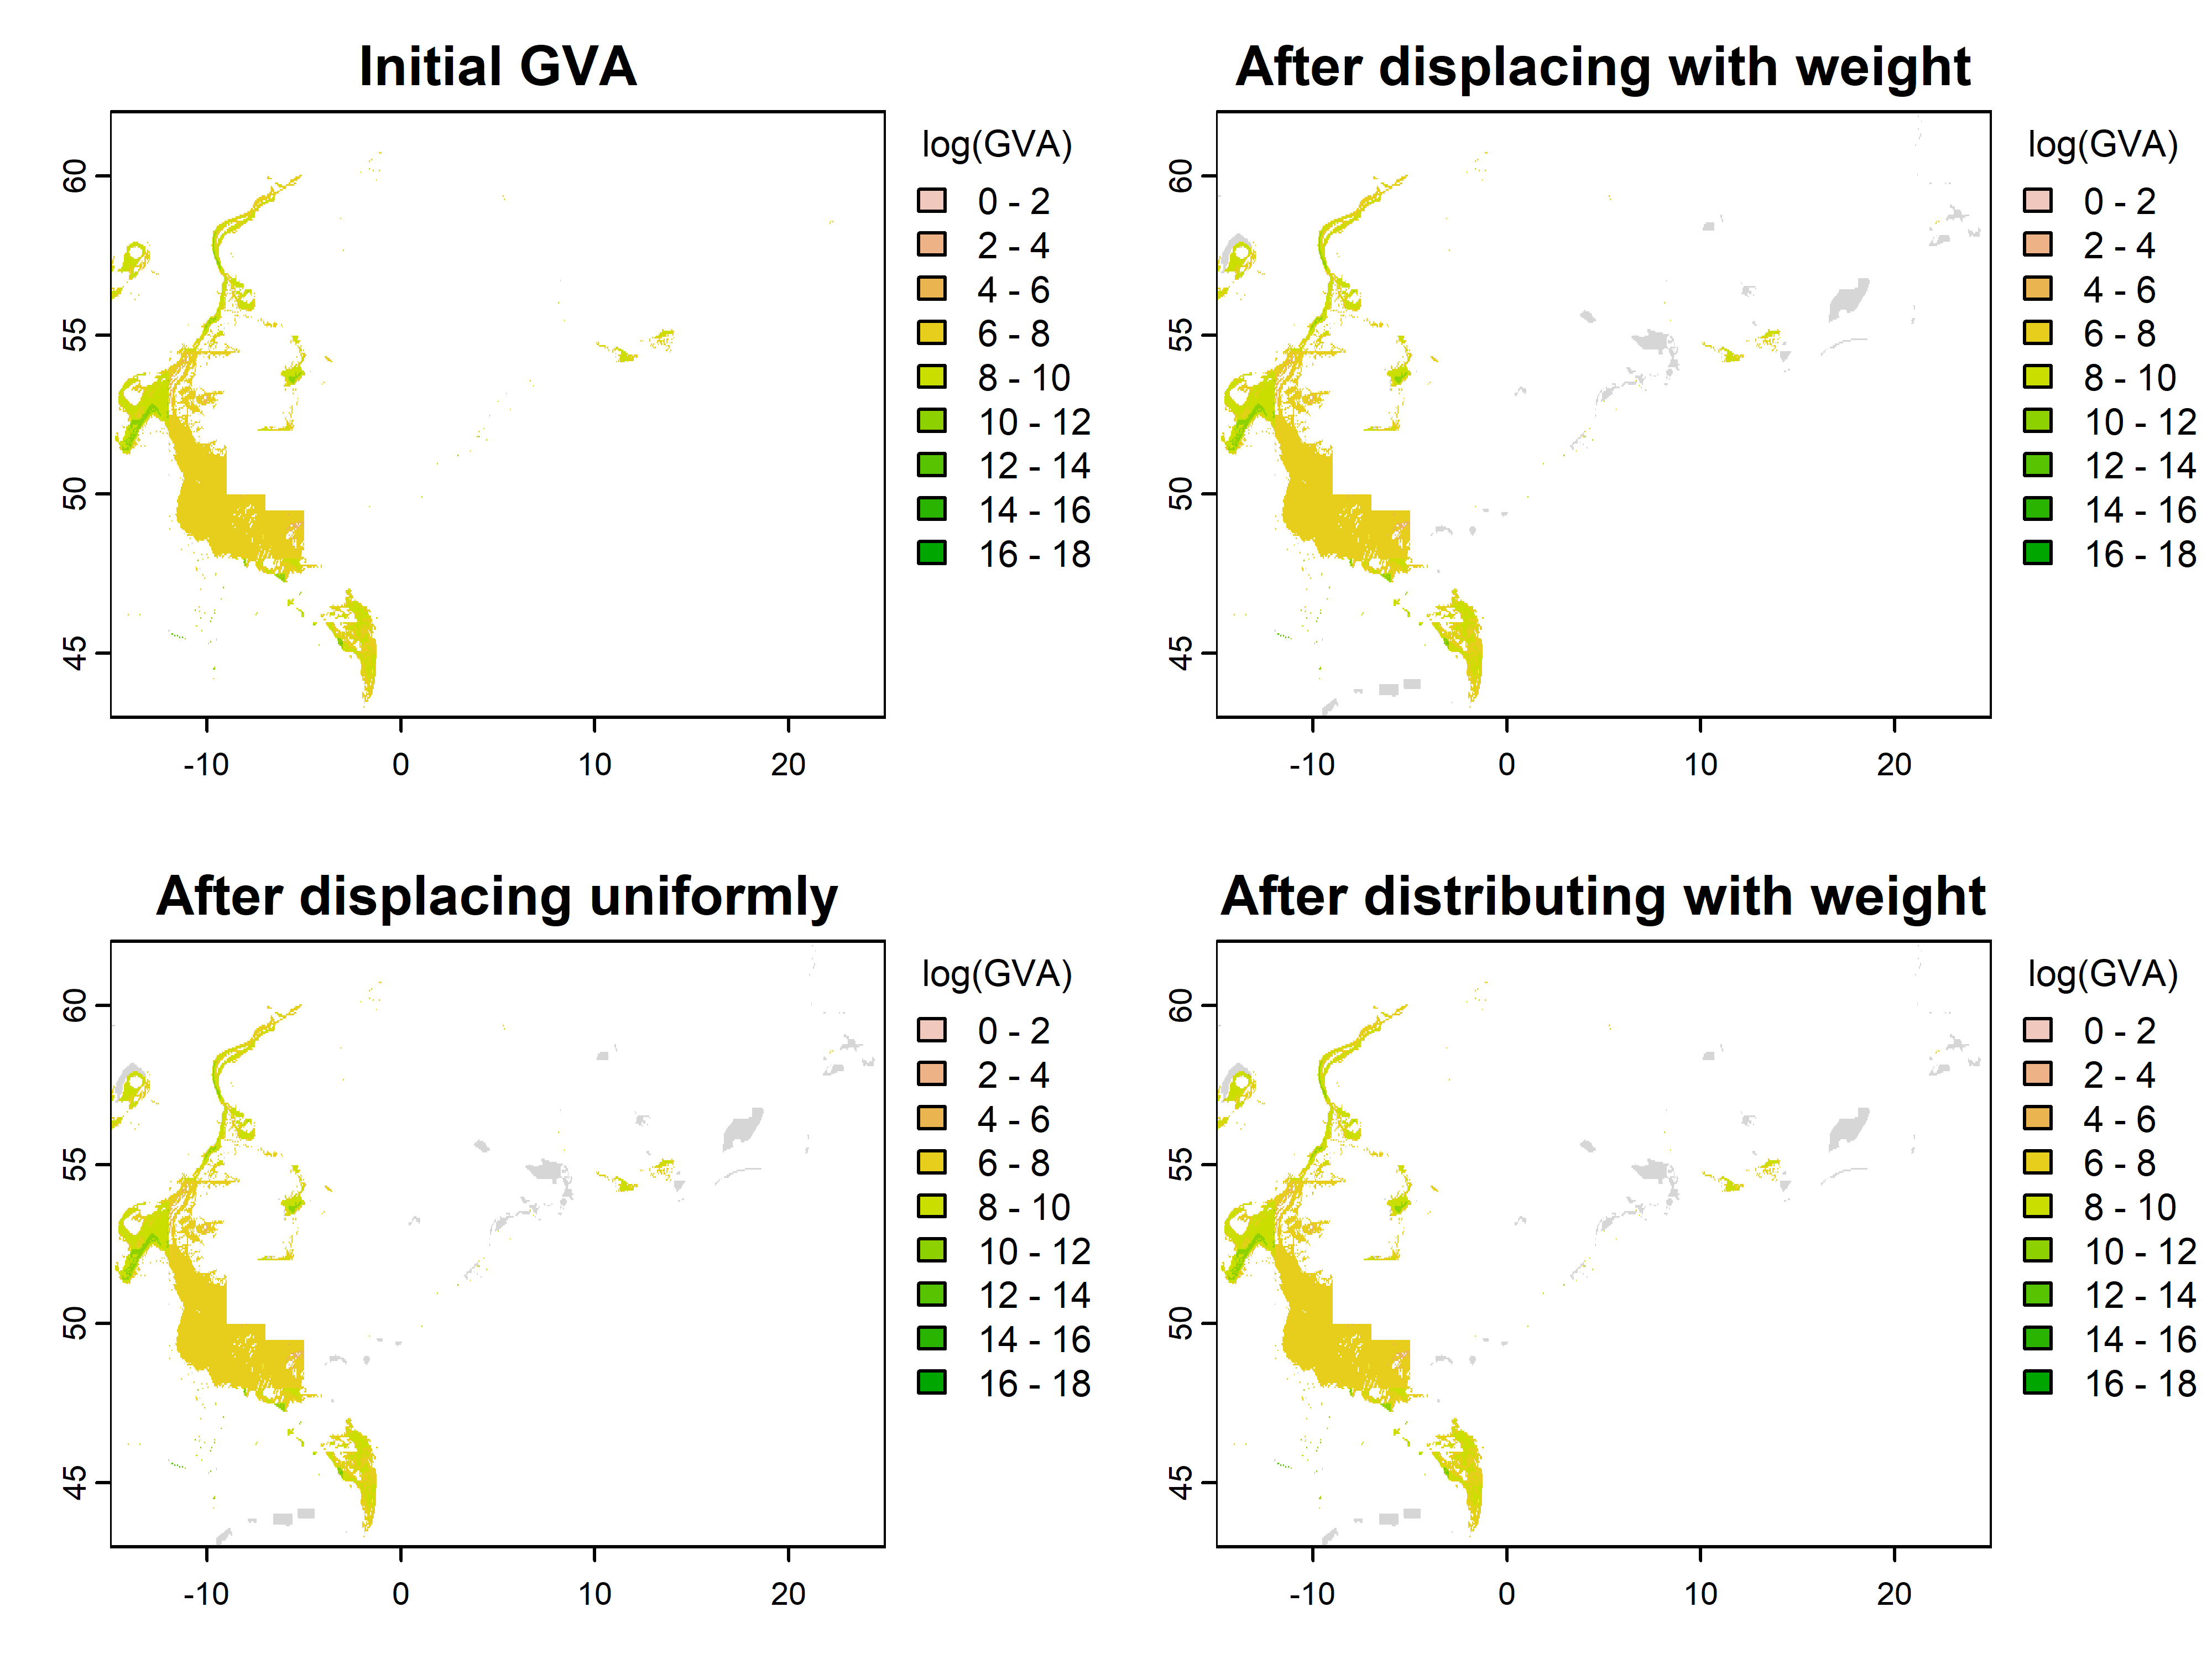 Initial GVA
60
55
50
45
-10
0
10
20
log(GVA)
0 - 2
2 - 4
4 - 6
6 - 8
8 - 10
10 - 12
12 - 14
14 - 16
16 - 18
After displacing with weight
60
55
50
45
-10
0
10
20
log(GVA)
0 - 2
2 - 4
4 - 6
6 - 8
8 - 10
10 - 12
12 - 14
14 - 16
16 - 18
After displacing uniformly
60
55
50
45
-10
0
10
20
log(GVA)
0 - 2
2 - 4
4 - 6
6 - 8
8 - 10
10 - 12
12 - 14
14 - 16
16 - 18
After distributing with weight
60
55
50
45
-10
0
10
20
log(GVA)
0 - 2
2 - 4
4 - 6
6 - 8
8 - 10
10 - 12
12 - 14
14 - 16
16 - 18